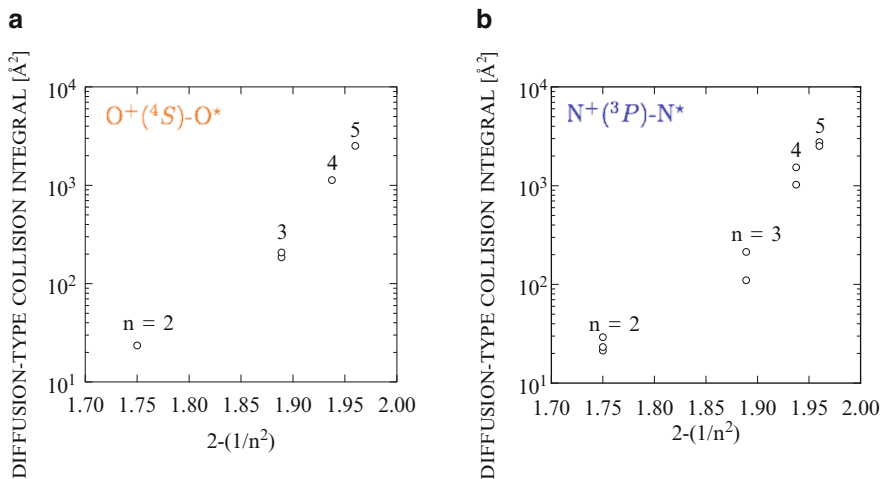 a
DIFFUSION-TYPE COLLISION INTEGRAL [Å²]
10⁴
10³
10²
10¹
O⁺(⁴S)-O⋆
n = 2
3
4
5
1.70 1.75 1.80 1.85 1.90 1.95 2.00
2-(1/n²)
b
DIFFUSION-TYPE COLLISION INTEGRAL [Å²]
10⁴
10³
10²
10¹
N⁺(³P)-N⋆
n = 2
n = 3
4
5
1.70 1.75 1.80 1.85 1.90 1.95 2.00
2-(1/n²)